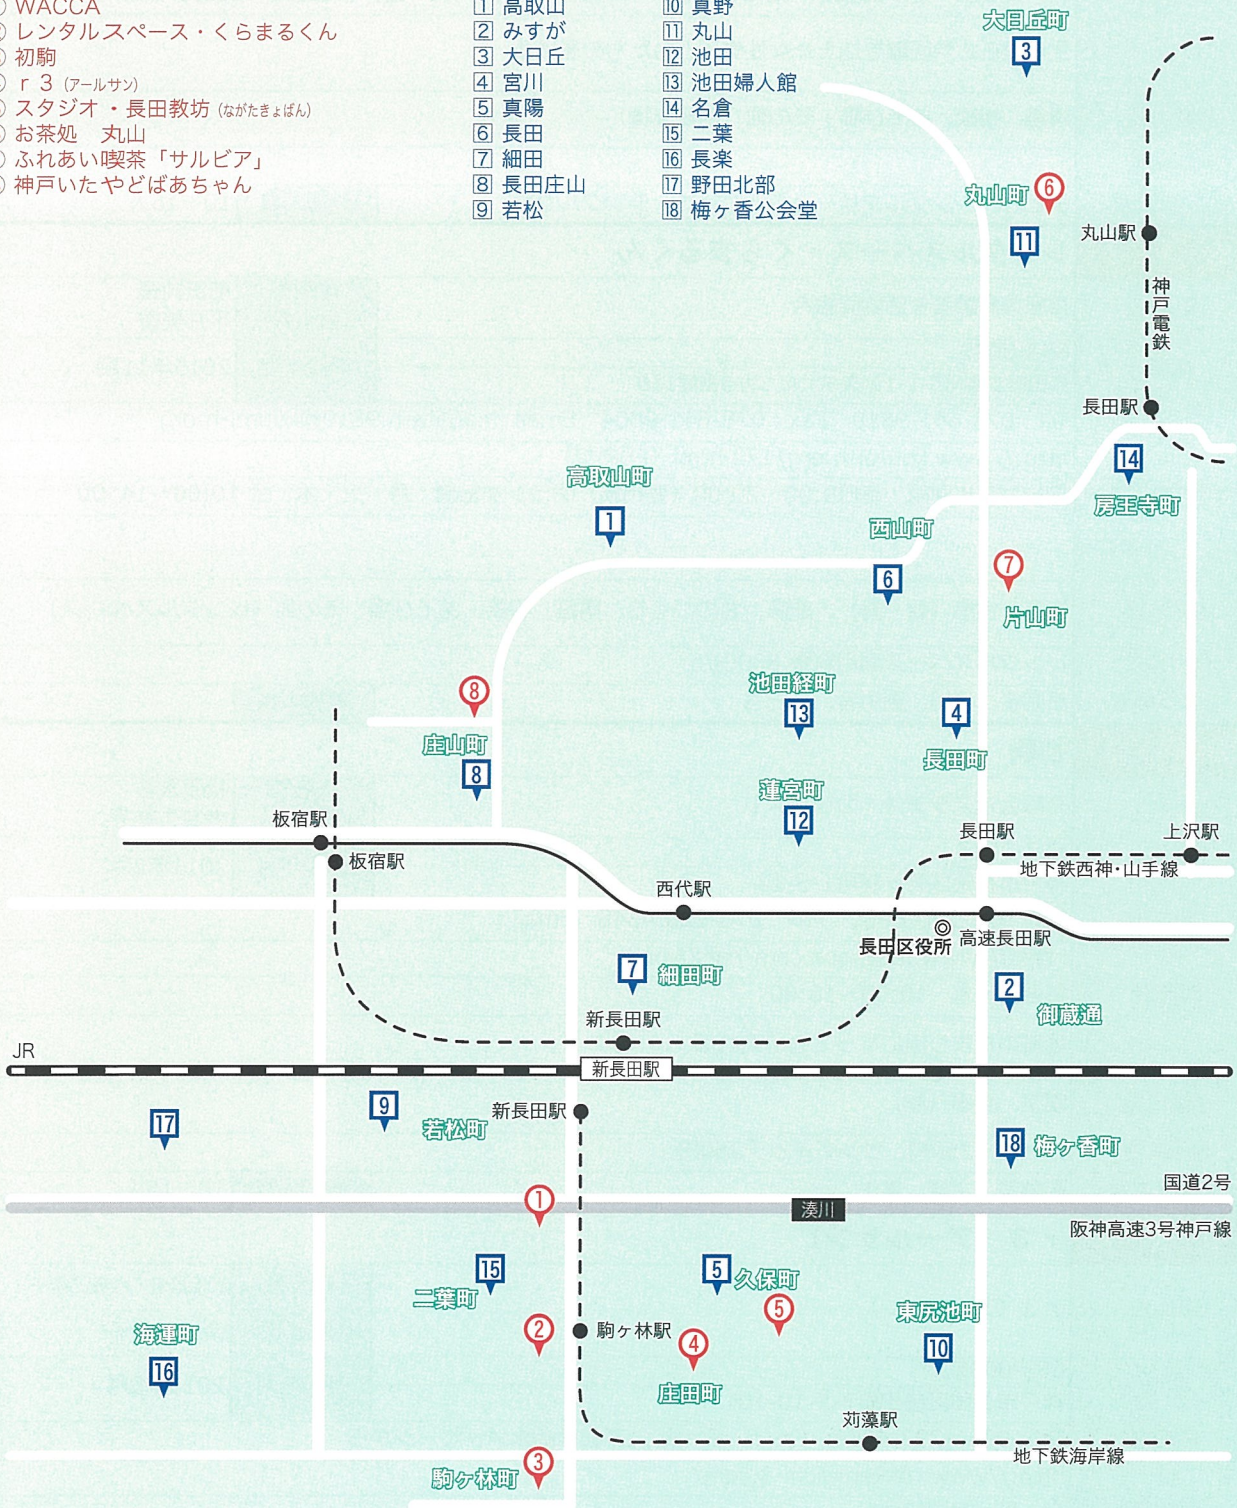 WACCA
レンタルスペース・くらまるくん
初駒
r 3 (アールサン)
スタジオ・長田教坊 (ながたきょばん)
お茶処 丸山
ふれあい喫茶「サルビア」
神戸いたやどばあちゃん
1 高取山
2 みすが
3 大日丘
4 宮川
5 真陽
6 長田
7 細田
8 長田庄山
9 若松
10 真野
11 丸山
12 池田
13 池田婦人館
14 名倉
15 二葉
16 長楽
17 野田北部
18 梅ヶ香公会堂
大日丘町
3
丸山町
6
11
丸山駅
神戸電鉄
長田駅
14
房王寺町
高取山町
1
西山町
6
7
片山町
8
庄山町
8
池田経町
13
4
長田町
蓮宮町
12
板宿駅
板宿駅
西代駅
長田駅
上沢駅
地下鉄西神・山手線
長田区役所
高速長田駅
7
細田町
2
御蔵通
新長田駅
JR
新長田駅
17
9
若松町
新長田駅
18
梅ヶ香町
国道2号
1
湊川
阪神高速3号神戸線
15
二葉町
5
久保町
5
海運町
16
2
駒ヶ林駅
4
庄田町
東尻池町
10
苅藻駅
地下鉄海岸線
3
駒ヶ林町